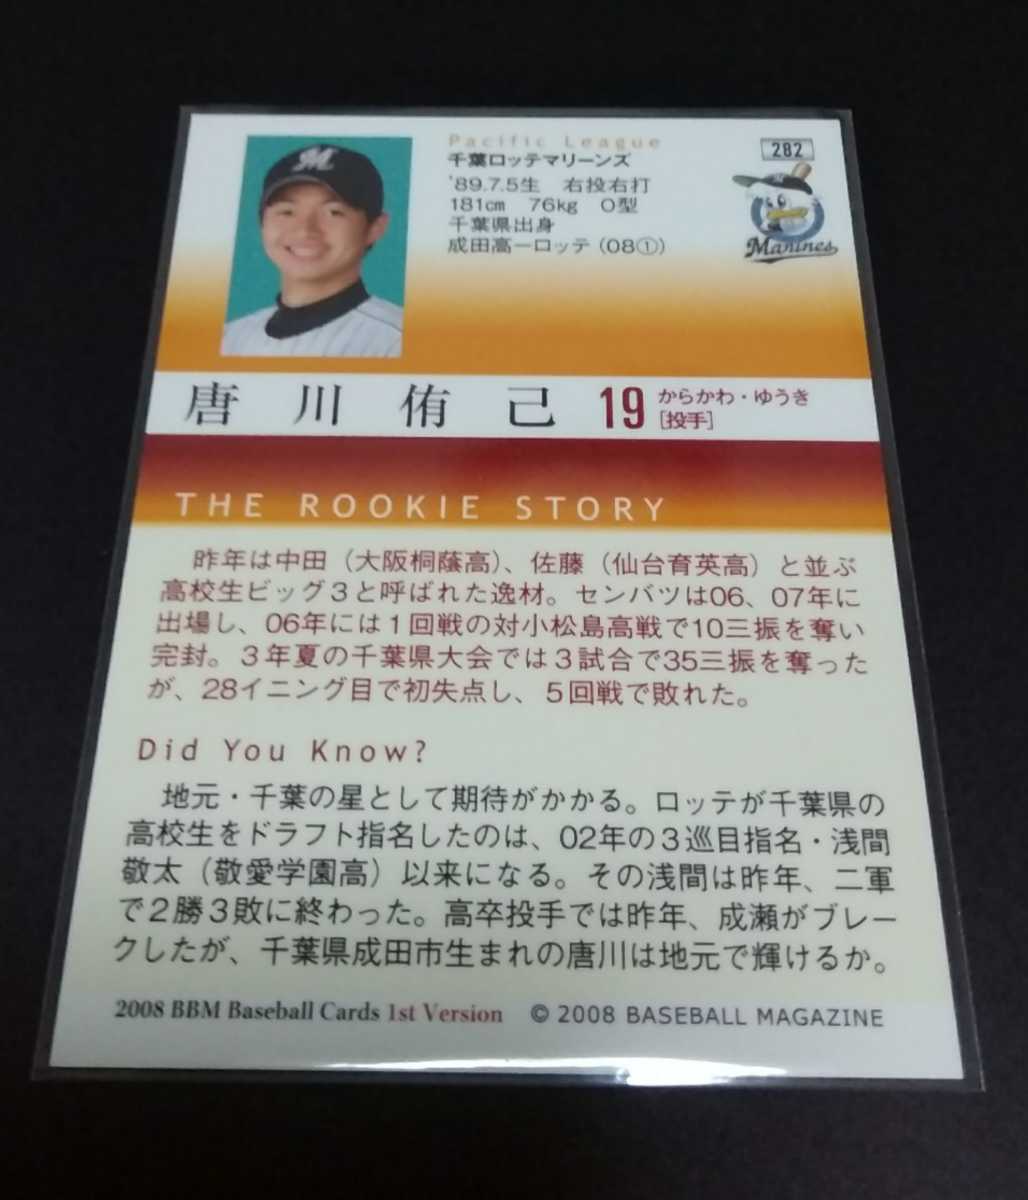 Pacific League
千葉ロッテマリーンズ
282
'89.7.5生 右投右打
181cm 76kg O型
千葉県出身
成田高ーロッテ (08①)
M
Marines
唐川侑己 19 からかわ・ゆうき
[投手]
THE ROOKIE STORY
昨年は中田（大阪桐蔭高）、佐藤（仙台育英高）と並ぶ
高校生ビッグ3と呼ばれた逸材。センバツは06、07年に
出場し、06年には1回戦の対小松島高戦で10三振を奪い
完封。3年夏の千葉県大会では3試合で35三振を奪った
が、28イニング目で初失点し、5回戦で敗れた。
Did You Know?
地元・千葉の星として期待がかかる。ロッテが千葉県の
高校生をドラフト指名したのは、02年の3巡目指名・浅間
敬太（敬愛学園高）以来になる。その浅間は昨年、二軍
で2勝3敗に終わった。高卒投手では昨年、成瀬がブレー
クしたが、千葉県成田市生まれの唐川は地元で輝けるか。
2008 BBM Baseball Cards 1st Version © 2008 BASEBALL MAGAZINE